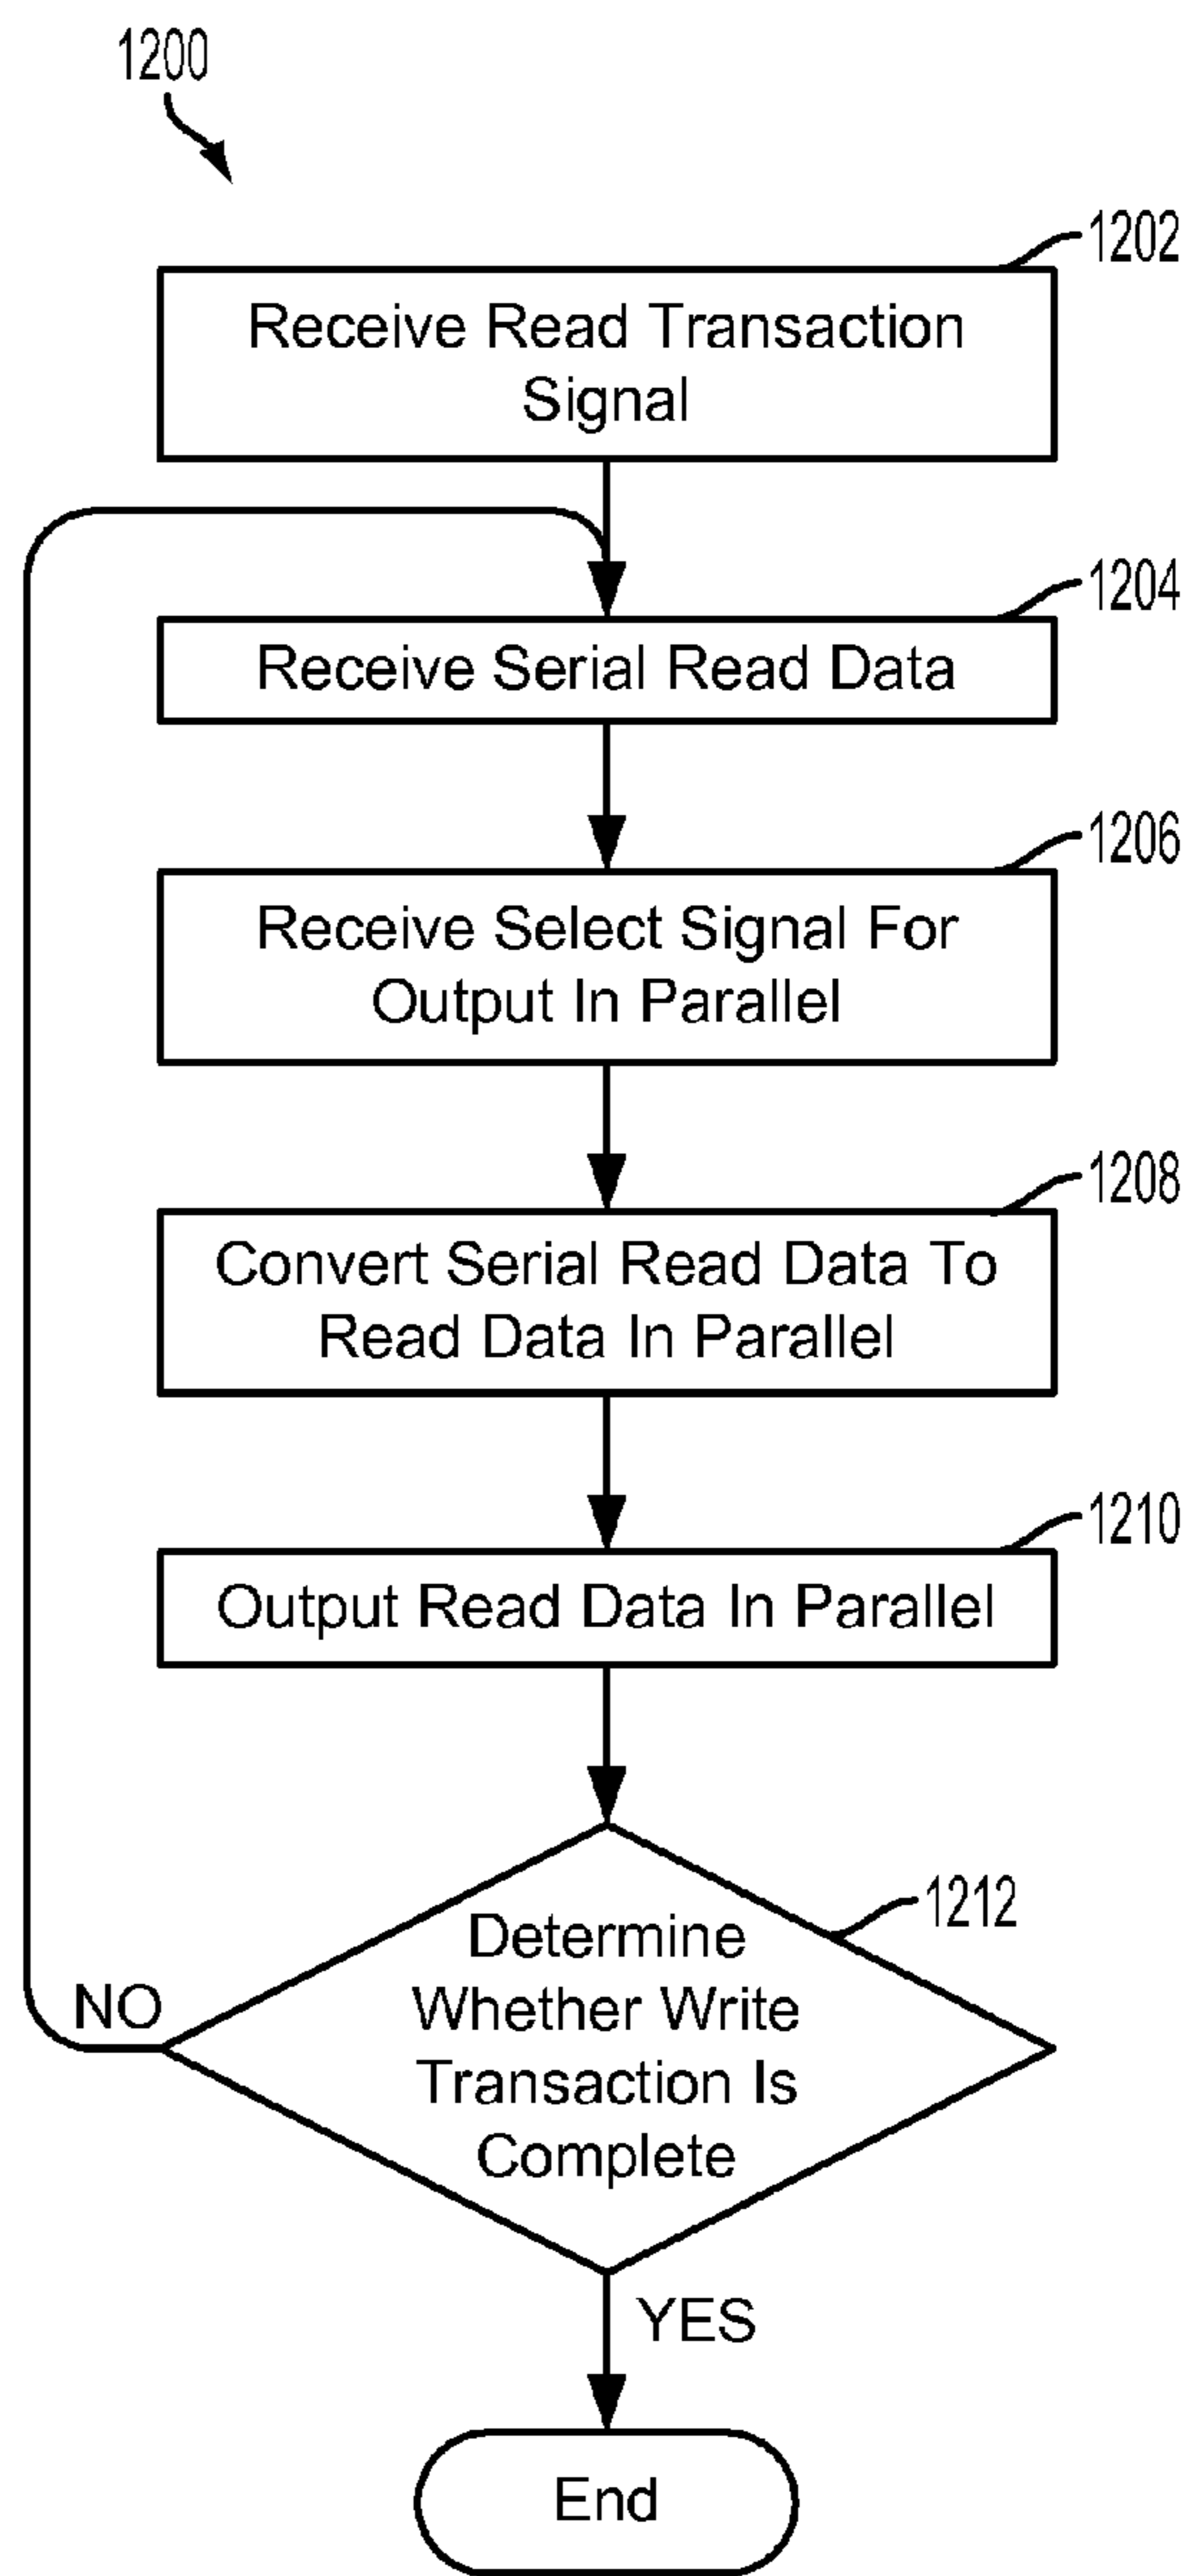 1200
1202
Receive Read Transaction
Signal
1204
Receive Serial Read Data
1206
Receive Select Signal For
Output In Parallel
1208
Convert Serial Read Data To
Read Data In Parallel
1210
Output Read Data In Parallel
1212
Determine
Whether Write
Transaction Is
Complete
NO
YES
End